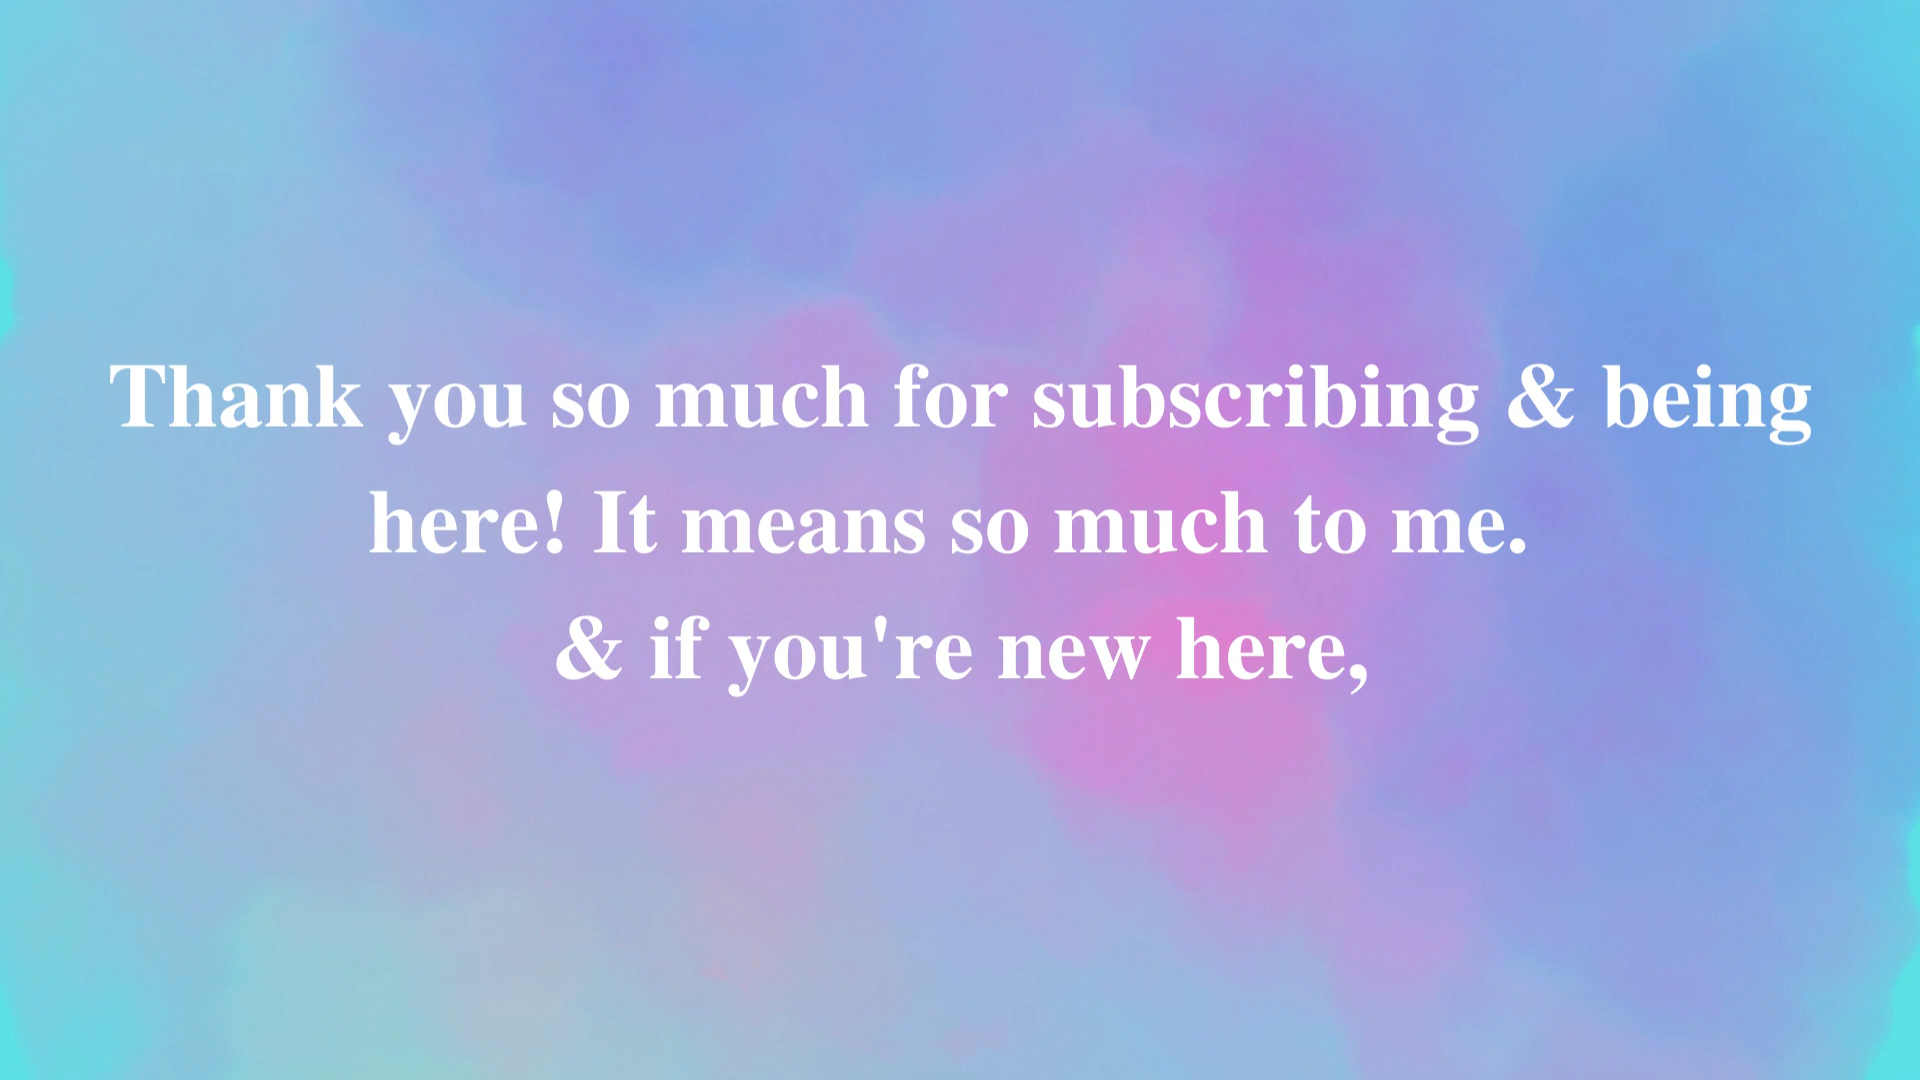 Thank you so much for subscribing & being
here! It means so much to me.
& if you're new here,